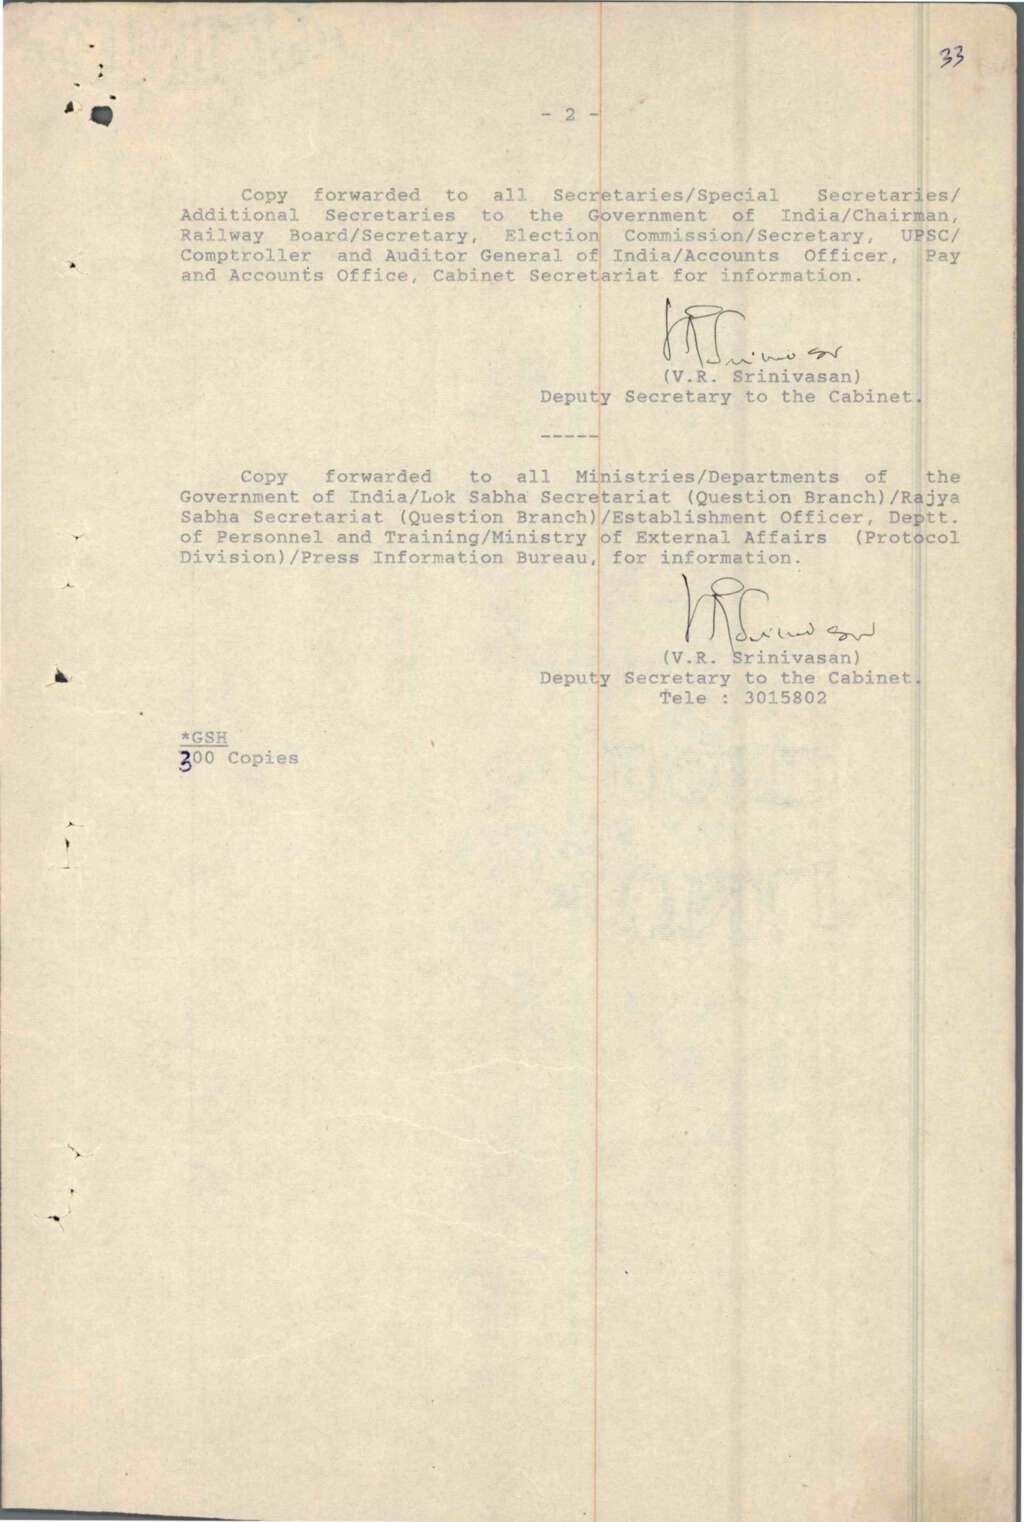 33
- 2 -
Copy forwarded to all Secretaries/Special Secretaries/
Additional Secretaries to the Government of India/Chairman,
Railway Board/Secretary, Election Commission/Secretary, UPSC/
Comptroller and Auditor General of India/Accounts Officer, Pay
and Accounts Office, Cabinet Secretariat for information.
VRSrinivasan
(V.R. Srinivasan)
Deputy Secretary to the Cabinet.
-----
Copy forwarded to all Ministries/Departments of the
Government of India/Lok Sabha Secretariat (Question Branch)/Rajya
Sabha Secretariat (Question Branch)/Establishment Officer, Deptt.
of Personnel and Training/Ministry of External Affairs (Protocol
Division)/Press Information Bureau, for information.
VRSrinivasan
(V.R. Srinivasan)
Deputy Secretary to the Cabinet.
Tele : 3015802
*GSH
300 Copies